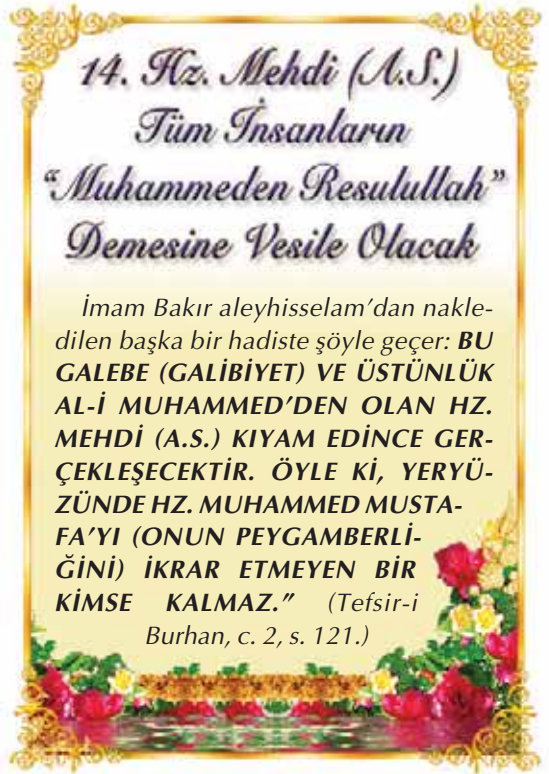 14. Hz. Mehdi (A.S.)
Tüm İnsanların
“Muhammeden Resulullah”
Demesine Vesile Olacak
İmam Bakır aleyhisselam’dan nakle-
dilen başka bir hadiste şöyle geçer: BU
GALEBE (GALİBİYET) VE ÜSTÜNLÜK
AL-İ MUHAMMED’DEN OLAN HZ.
MEHDİ (A.S.) KIYAM EDİNCE GER-
ÇEKLEŞECEKTİR. ÖYLE Kİ, YERYÜ-
ZÜNDE HZ. MUHAMMED MUSTA-
FA’YI (ONUN PEYGAMBERLİ-
ĞİNİ) İKRAR ETMEYEN BİR
KİMSE KALMAZ.” (Tefsir-i
Burhan, c. 2, s. 121.)